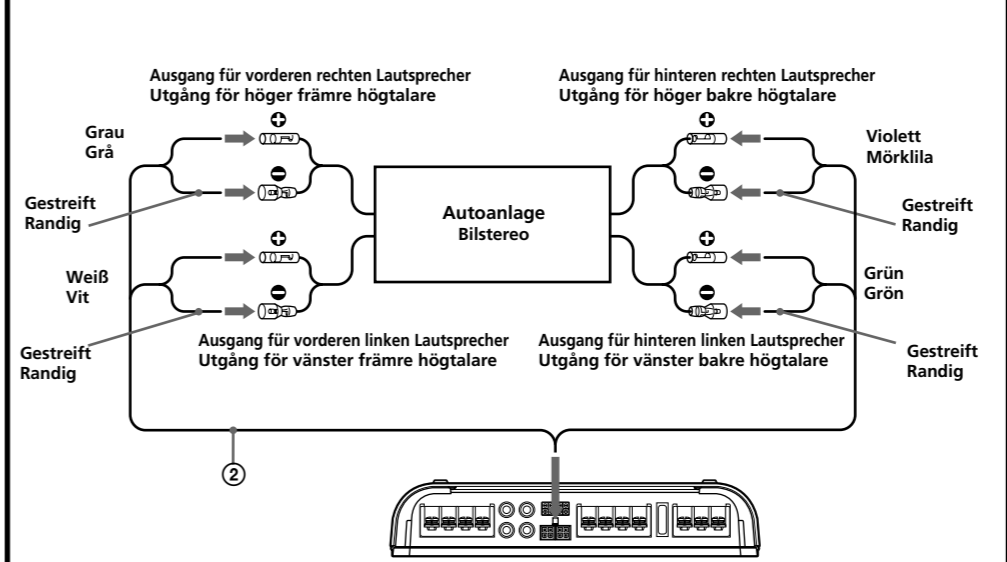 Ausgang für vorderen rechten Lautsprecher
Utgång för höger främre högtalare
Ausgang für hinteren rechten Lautsprecher
Utgång för höger bakre högtalare
Grau
Grå
Gestreift
Randig
Weiß
Vit
Gestreift
Randig
Autoanlage
Bilstereo
Violett
Mörklila
Gestreift
Randig
Grün
Grön
Gestreift
Randig
Ausgang für vorderen linken Lautsprecher
Utgång för vänster främre högtalare
Ausgang für hinteren linken Lautsprecher
Utgång för vänster bakre högtalare
②